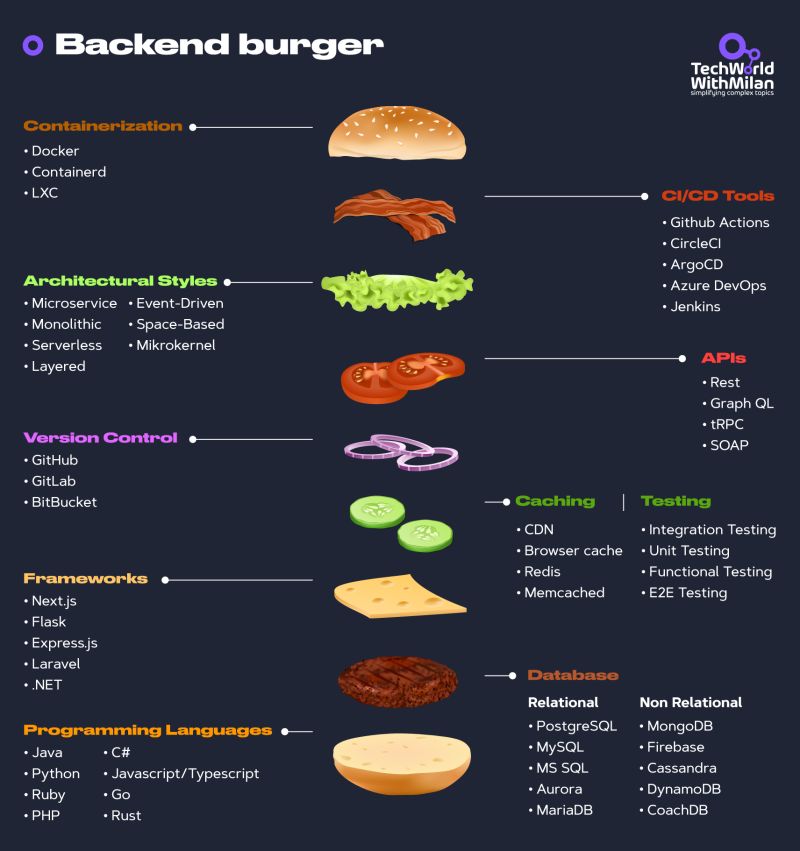 Backend burger
TechWorld
WithMilan
simplifying complex topics
Containerization
• Docker
• Containerd
• LXC
CI/CD Tools
• Github Actions
• CircleCI
• ArgoCD
• Azure DevOps
• Jenkins
Architectural Styles
• Microservice • Event-Driven
• Monolithic • Space-Based
• Serverless • Mikrokernel
• Layered
APIs
• Rest
• Graph QL
• tRPC
• SOAP
Version Control
• GitHub
• GitLab
• BitBucket
Caching | Testing
• CDN • Integration Testing
• Browser cache • Unit Testing
• Redis • Functional Testing
• Memcached • E2E Testing
Frameworks
• Next.js
• Flask
• Express.js
• Laravel
• .NET
Database
Relational Non Relational
• PostgreSQL • MongoDB
• MySQL • Firebase
• MS SQL • Cassandra
• Aurora • DynamoDB
• MariaDB • CoachDB
Programming Languages
• Java • C#
• Python • Javascript/Typescript
• Ruby • Go
• PHP • Rust